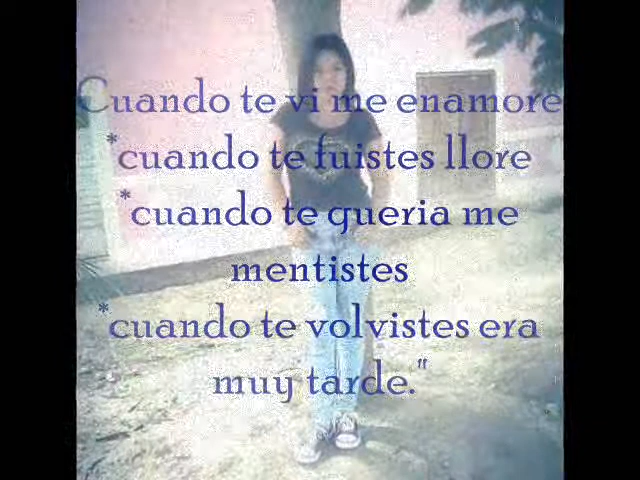 Cuando te vi me enamore
*cuando te fuistes llore
*cuando te queria me
mentistes
*cuando te volvistes era
muy tarde."